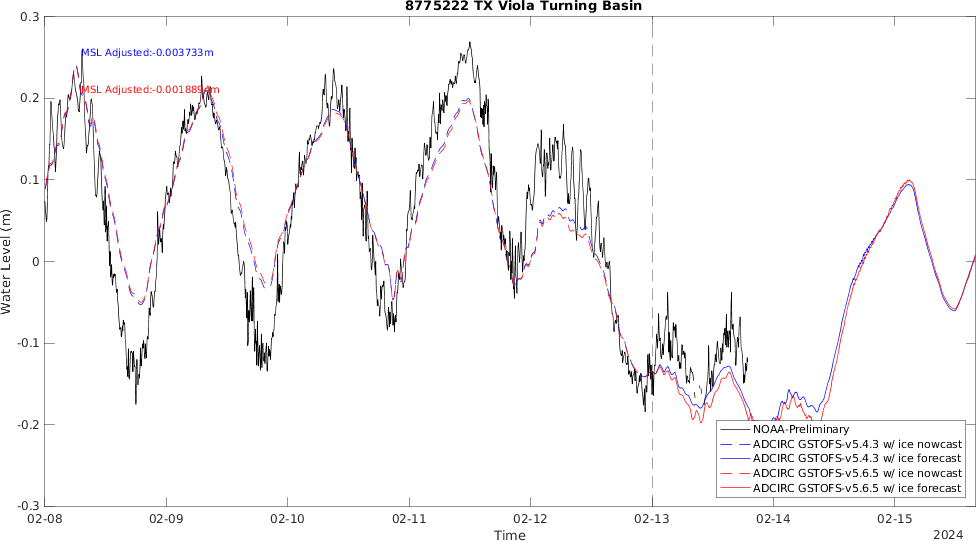 8775222 TX Viola Turning Basin
0.3
0.2
0.1
0
-0.1
-0.2
-0.3
Water Level (m)
MSL Adjusted:-0.003733m
MSL Adjusted:-0.0018894m
NOAA-Preliminary
ADCIRC GSTOFS-v5.4.3 w/ ice nowcast
ADCIRC GSTOFS-v5.4.3 w/ ice forecast
ADCIRC GSTOFS-v5.6.5 w/ ice nowcast
ADCIRC GSTOFS-v5.6.5 w/ ice forecast
02-08 02-09 02-10 02-11 02-12 02-13 02-14 02-15
Time
2024